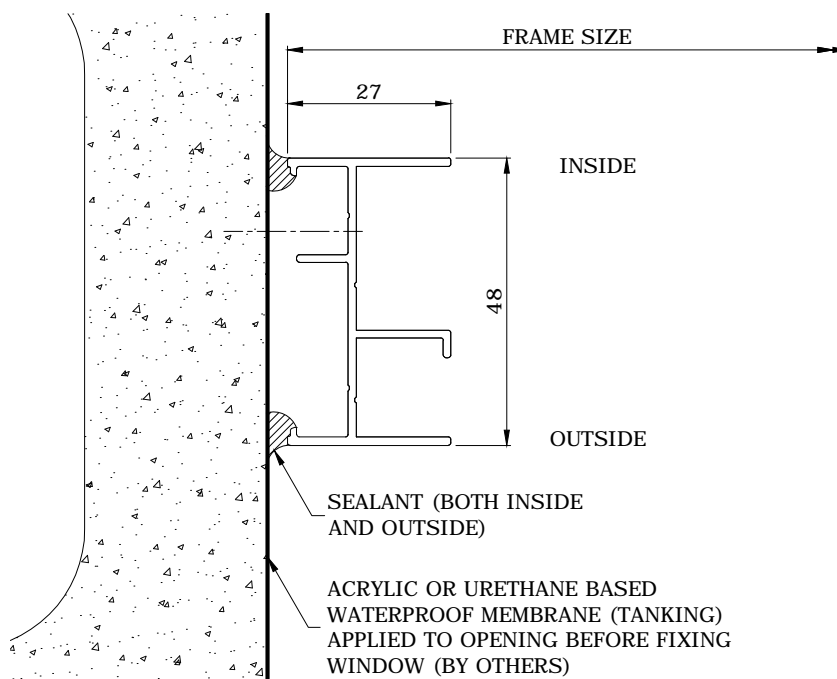 FRAME SIZE
27
INSIDE
48
OUTSIDE
SEALANT (BOTH INSIDE
AND OUTSIDE)
ACRYLIC OR URETHANE BASED
WATERPROOF MEMBRANE (TANKING)
APPLIED TO OPENING BEFORE FIXING
WINDOW (BY OTHERS)